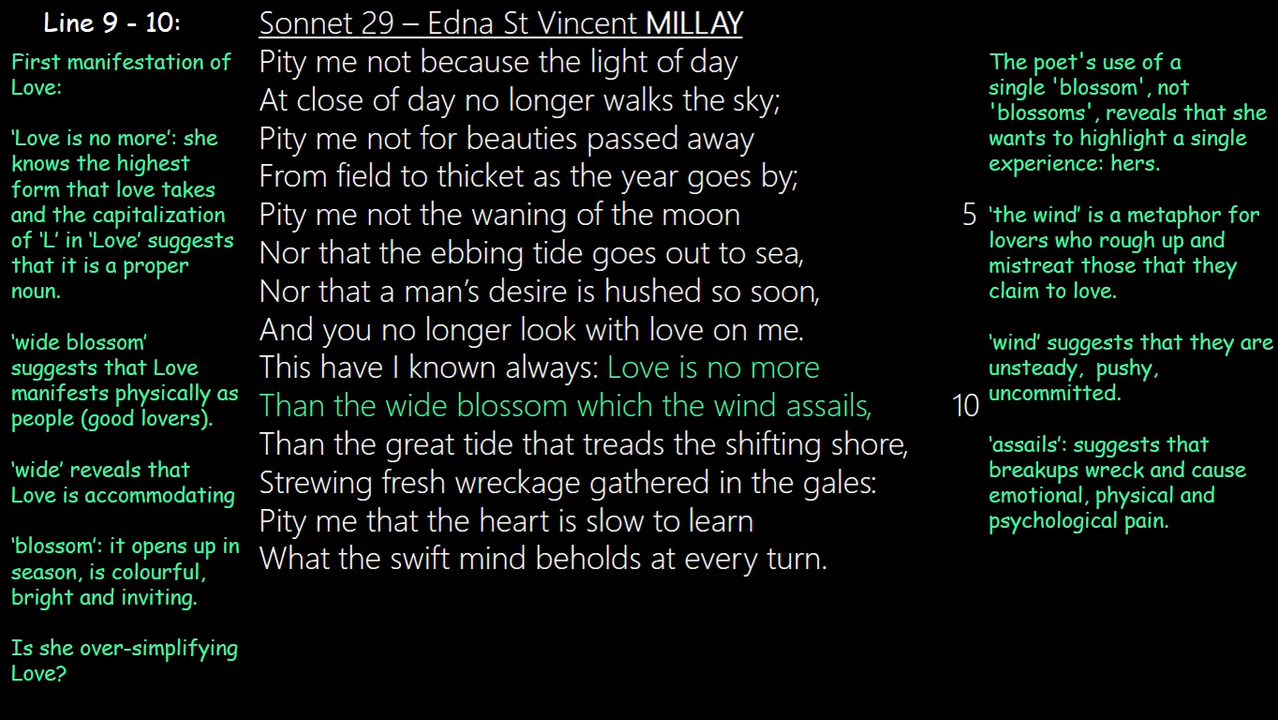 Line 9 - 10:
First manifestation of
Love:
‘Love is no more’: she
knows the highest
form that love takes
and the capitalization
of ‘L’ in ‘Love’ suggests
that it is a proper
noun.
‘wide blossom’
suggests that Love
manifests physically as
people (good lovers).
‘wide’ reveals that
Love is accommodating
‘blossom’: it opens up in
season, is colourful,
bright and inviting.
Is she over-simplifying
Love?
Sonnet 29 – Edna St Vincent MILLAY
Pity me not because the light of day
At close of day no longer walks the sky;
Pity me not for beauties passed away
From field to thicket as the year goes by;
Pity me not the waning of the moon
5
Nor that the ebbing tide goes out to sea,
Nor that a man’s desire is hushed so soon,
And you no longer look with love on me.
This have I known always: Love is no more
Than the wide blossom which the wind assails,
10
Than the great tide that treads the shifting shore,
Strewing fresh wreckage gathered in the gales:
Pity me that the heart is slow to learn
What the swift mind beholds at every turn.
The poet's use of a
single 'blossom', not
'blossoms', reveals that she
wants to highlight a single
experience: hers.
‘the wind’ is a metaphor for
lovers who rough up and
mistreat those that they
claim to love.
‘wind’ suggests that they are
unsteady, pushy,
uncommitted.
‘assails’: suggests that
breakups wreck and cause
emotional, physical and
psychological pain.